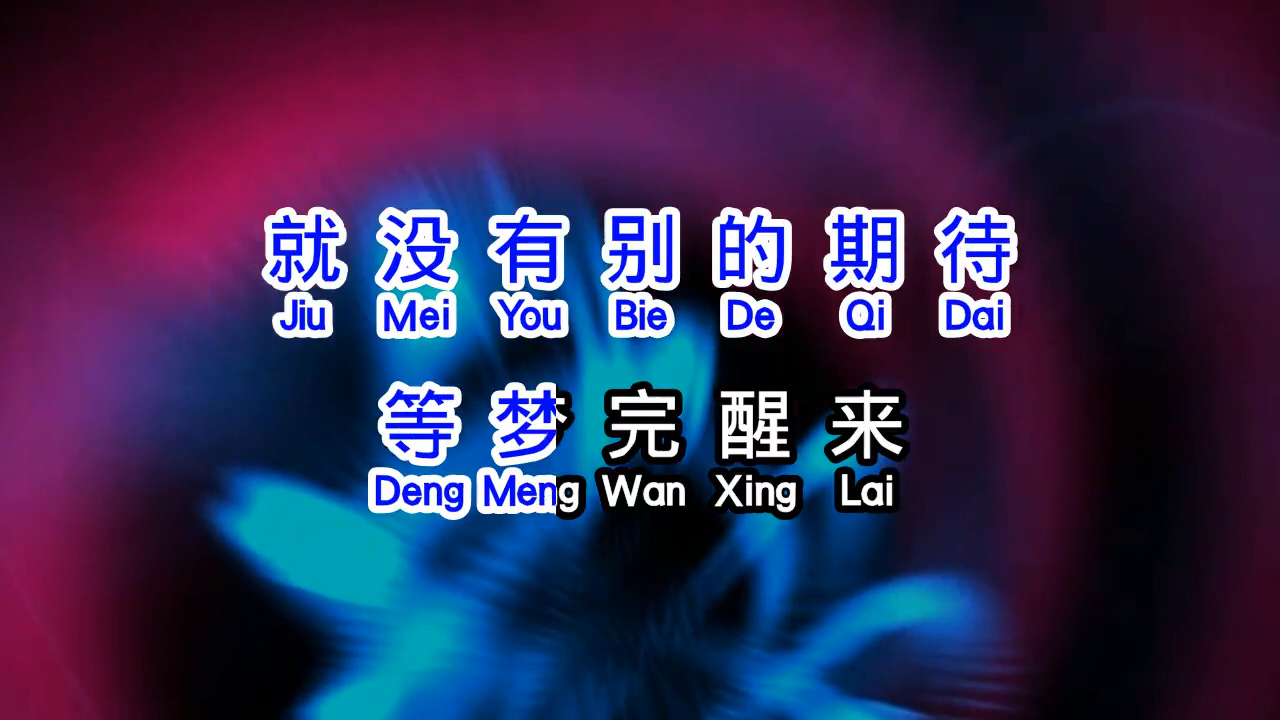 就 没 有 别 的 期 待
Jiu Mei You Bie De Qi Dai
等 梦 完 醒 来
Deng Meng Wan Xing Lai